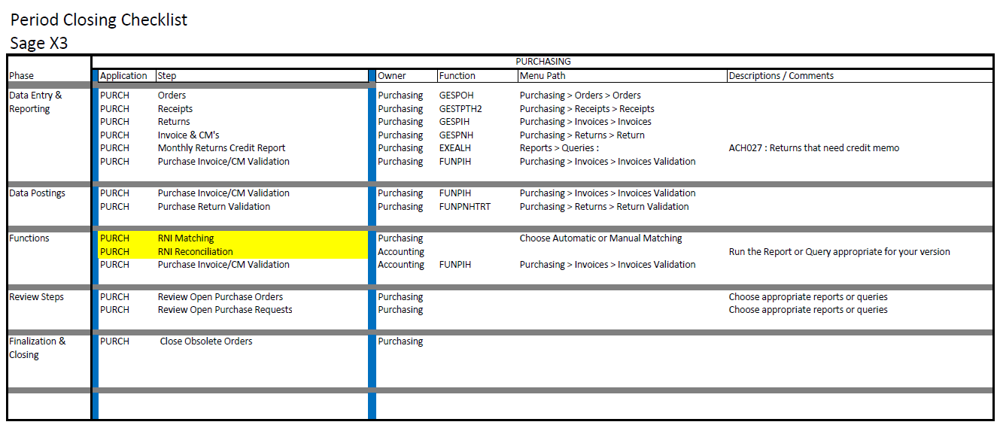 Period Closing Checklist
Sage X3
PURCHASING
Phase Application Step Owner Function Menu Path Descriptions / Comments
Data Entry & PURCH Orders Purchasing GESPOH Purchasing > Orders > Orders
Reporting PURCH Receipts Purchasing GESTPTH2 Purchasing > Receipts > Receipts
PURCH Returns Purchasing GESPIH Purchasing > Invoices > Invoices
PURCH Invoice & CM's Purchasing GESPNH Purchasing > Returns > Return
PURCH Monthly Returns Credit Report Purchasing EXEALH Reports > Queries : ACH027 : Returns that need credit memo
PURCH Purchase Invoice/CM Validation Purchasing FUNPIH Purchasing > Invoices > Invoices Validation
Data Postings PURCH Purchase Invoice/CM Validation Purchasing FUNPIH Purchasing > Invoices > Invoices Validation
PURCH Purchase Return Validation Purchasing FUNPNHTRT Purchasing > Returns > Return Validation
Functions PURCH RNI Matching Purchasing Choose Automatic or Manual Matching
PURCH RNI Reconciliation Accounting Run the Report or Query appropriate for your version
PURCH Purchase Invoice/CM Validation Accounting FUNPIH Purchasing > Invoices > Invoices Validation
Review Steps PURCH Review Open Purchase Orders Purchasing Choose appropriate reports or queries
PURCH Review Open Purchase Requests Purchasing Choose appropriate reports or queries
Finalization & PURCH Close Obsolete Orders Purchasing
Closing